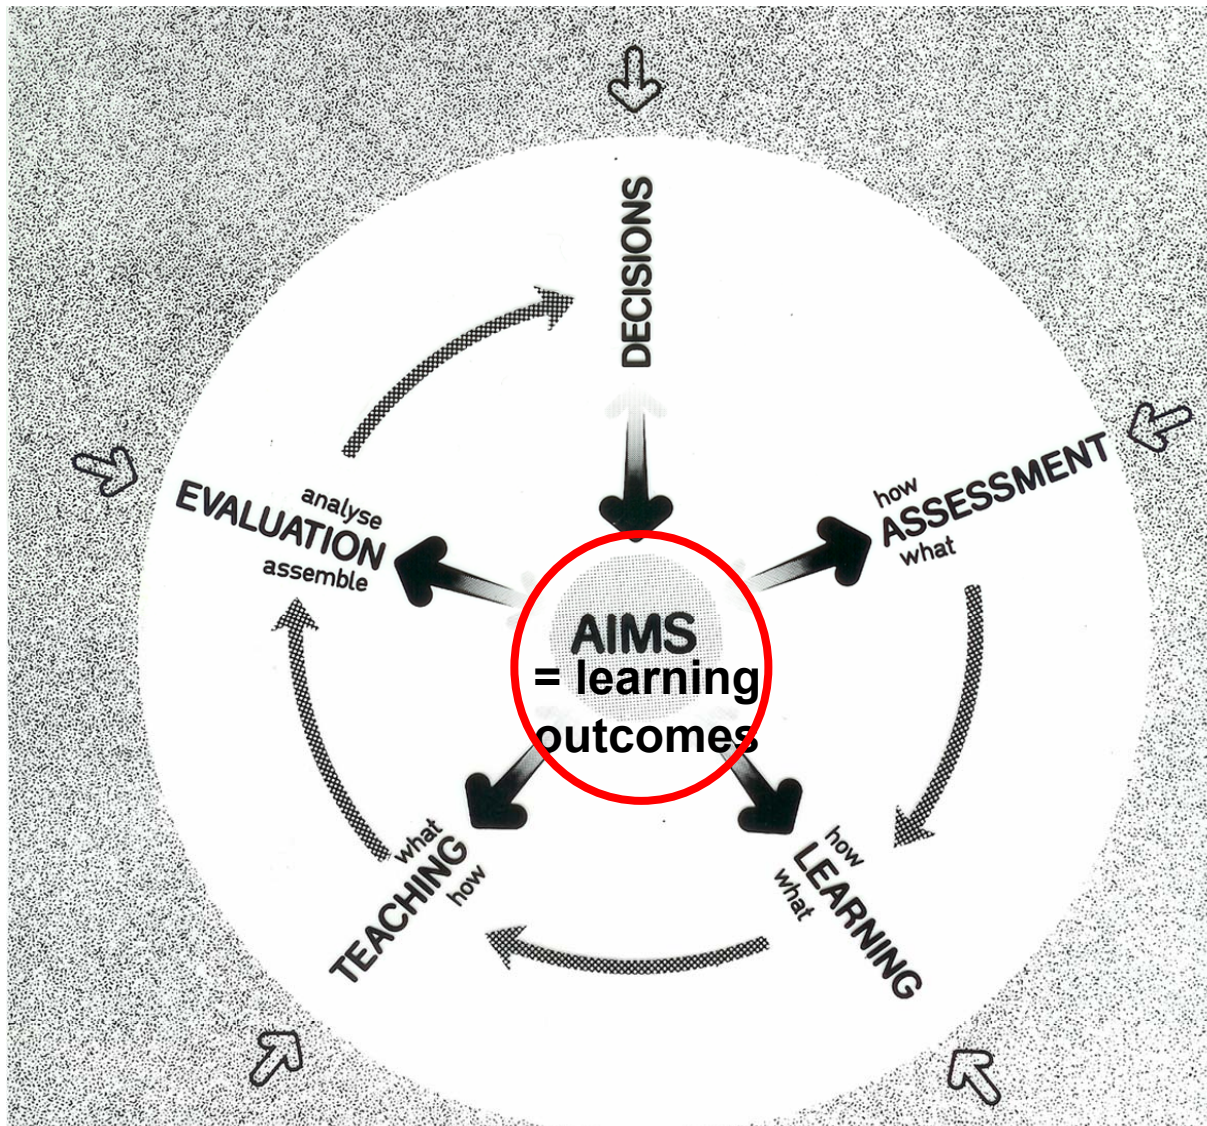 DECISIONS
how
ASSESSMENT
what
analyse
EVALUATION
assemble
AIMS
= learning
outcomes
what
TEACHING
how
how
LEARNING
what